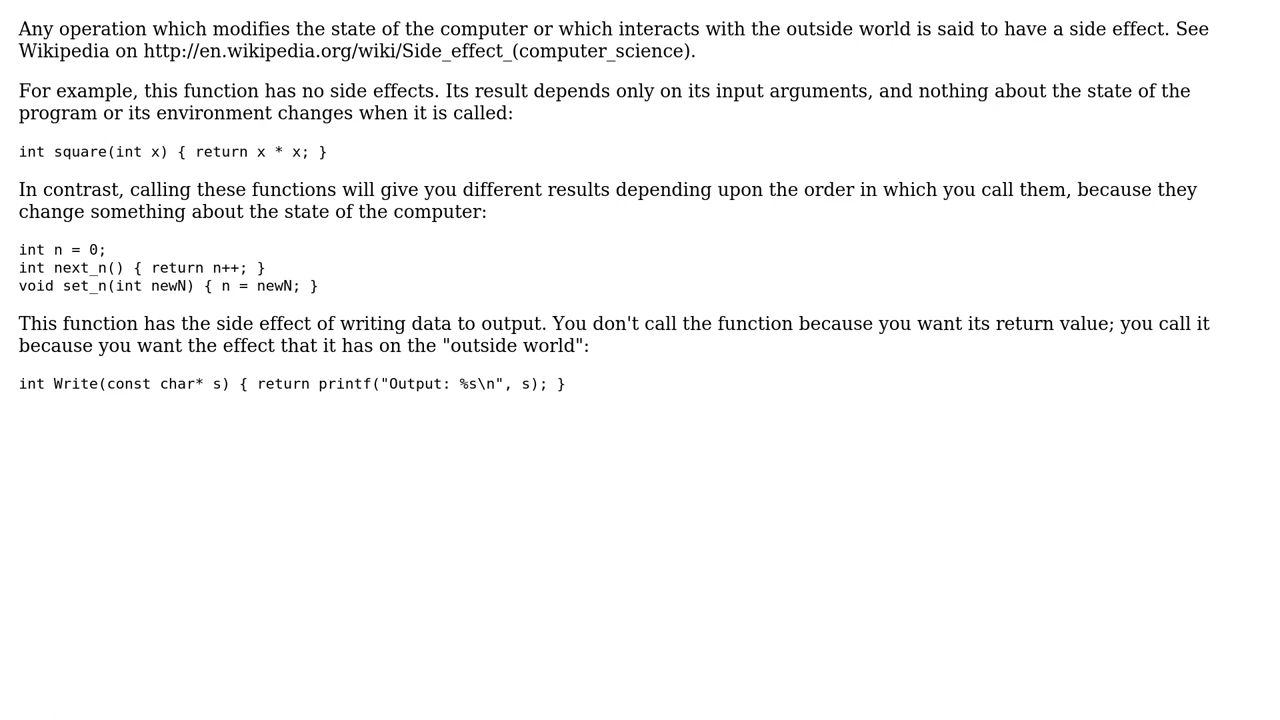 Any operation which modifies the state of the computer or which interacts with the outside world is said to have a side effect. See
Wikipedia on http://en.wikipedia.org/wiki/Side_effect_(computer_science).
For example, this function has no side effects. Its result depends only on its input arguments, and nothing about the state of the
program or its environment changes when it is called:
int square(int x) { return x * x; }
In contrast, calling these functions will give you different results depending upon the order in which you call them, because they
change something about the state of the computer:
int n = 0;
int next_n() { return n++; }
void set_n(int newN) { n = newN; }
This function has the side effect of writing data to output. You don't call the function because you want its return value; you call it
because you want the effect that it has on the "outside world":
int Write(const char* s) { return printf("Output: %s\n", s); }